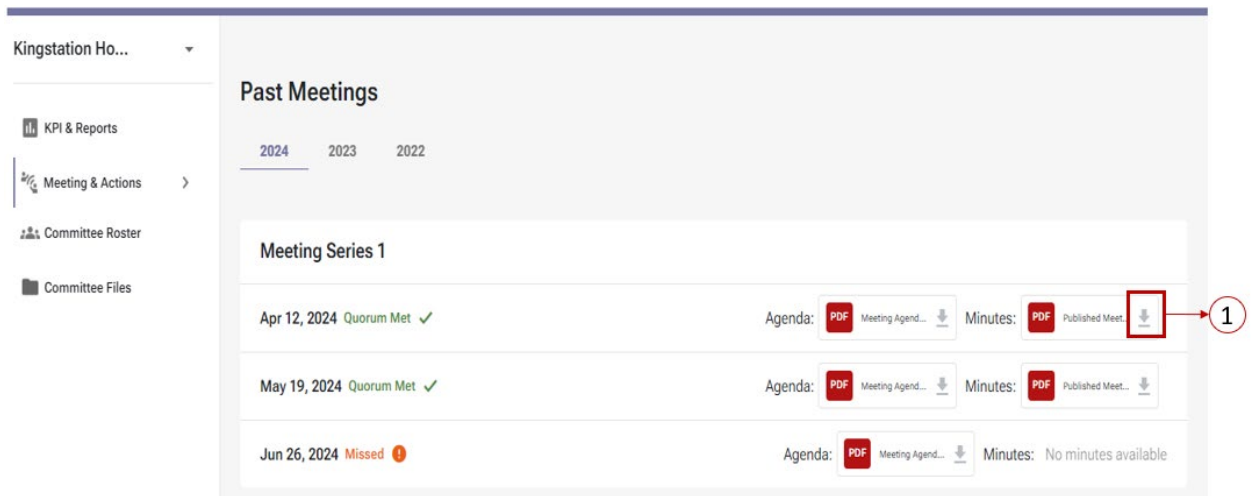 Kingstation Ho...
KPI & Reports
Meeting & Actions
Committee Roster
Committee Files
Past Meetings
2024 2023 2022
Meeting Series 1
Apr 12, 2024 Quorum Met Agenda: PDF Meeting Agend... Minutes: PDF Published Meet... 1
May 19, 2024 Quorum Met Agenda: PDF Meeting Agend... Minutes: PDF Published Meet...
Jun 26, 2024 Missed Agenda: PDF Meeting Agend... Minutes: No minutes available